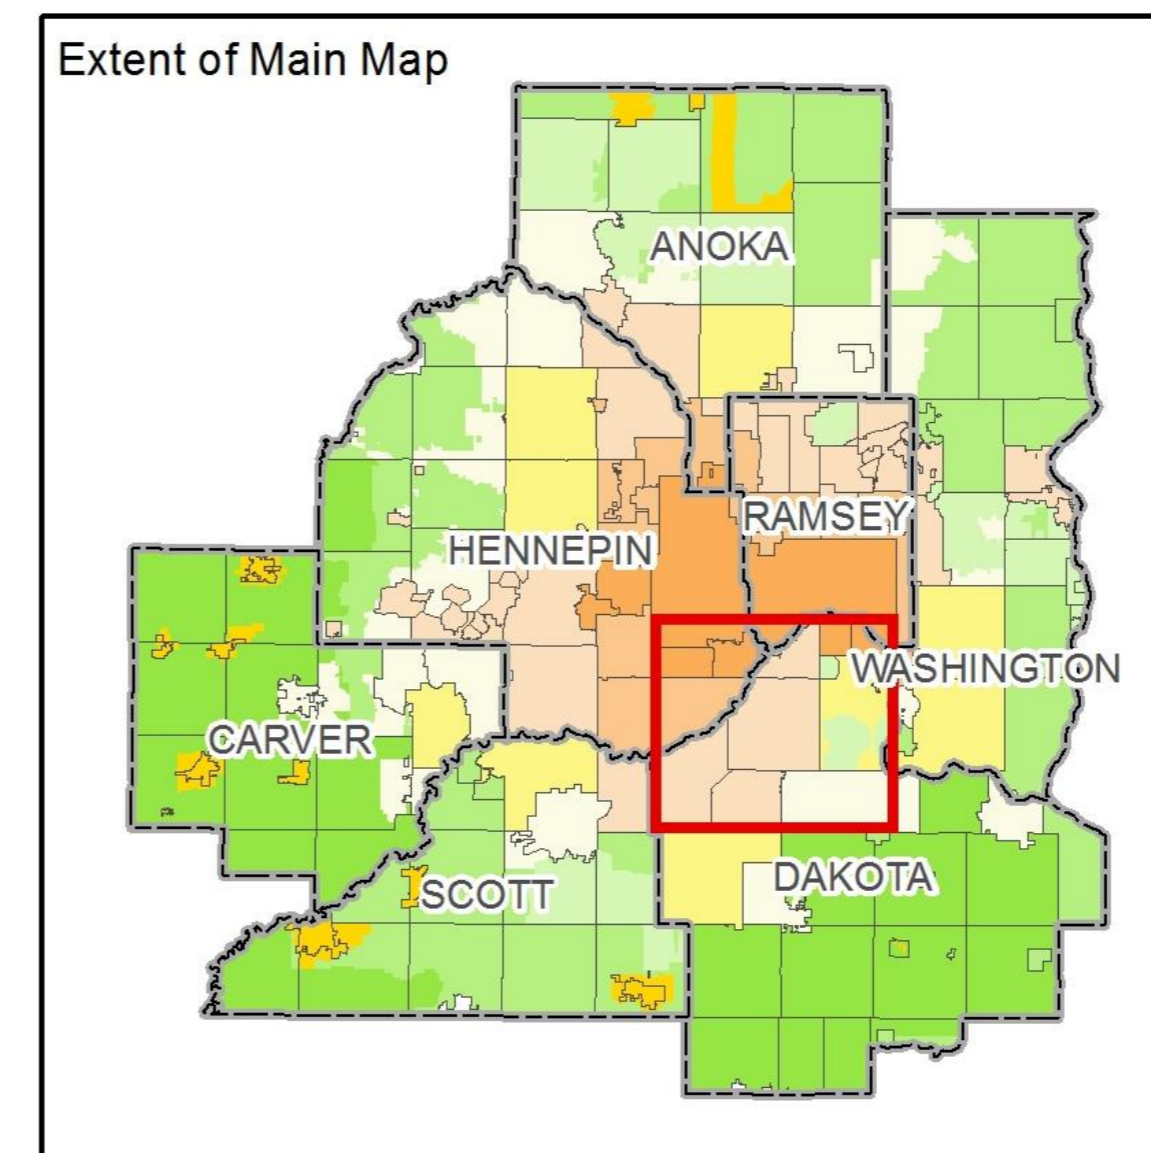 Extent of Main Map
ANOKA
RAMSEY
HENNEPIN
WASHINGTON
CARVER
DAKOTA
SCOTT